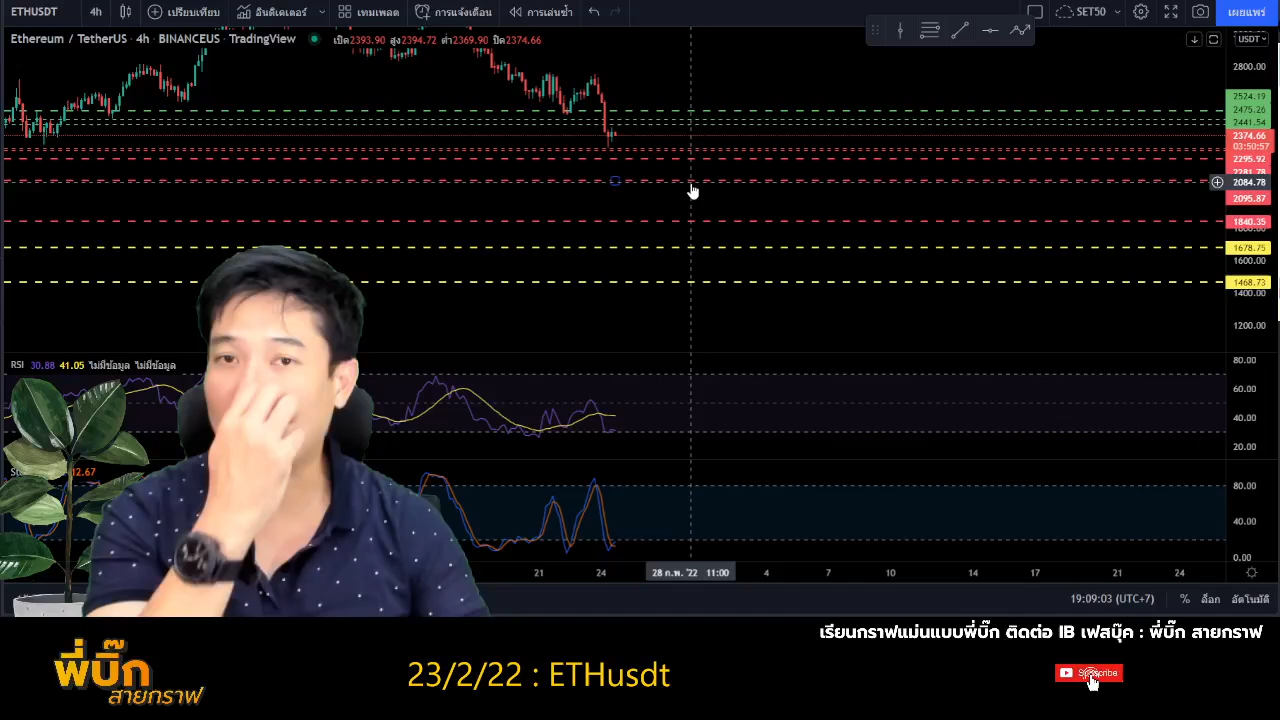 ETHUSDT 4h เปรียบเทียบ อินดิเคเตอร์ เทมเพลต การแจ้งเตือน การเล่นซ้ำ SET50 เผยแพร่
Ethereum / TetherUS · 4h · BINANCEUS · TradingView เปิด2393.90 สูง2394.72 ต่ำ2369.90 ปิด2374.66
USDT
2800.00
2524.19
2475.26
2441.54
2374.66
03:50:57
2295.92
2281.78
2084.78
2095.87
1840.35
1678.75
1600.00
1468.73
1400.00
1200.00
RSI 30.88 41.05 ไม่มีข้อมูล ไม่มีข้อมูล
80.00
60.00
40.00
20.00
12.67
80.00
40.00
0.00
21 24 28 ก.พ. '22 11:00 4 7 10 14 17 21 24
19:09:03 (UTC+7) % ล็อก อัตโนมัติ
เรียนกราฟแม่นแบบพี่บิ๊ก ติดต่อ IB เฟสบุ๊ค : พี่บิ๊ก สายกราฟ
พี่บิ๊ก
สายกราฟ
23/2/22 : ETHusdt